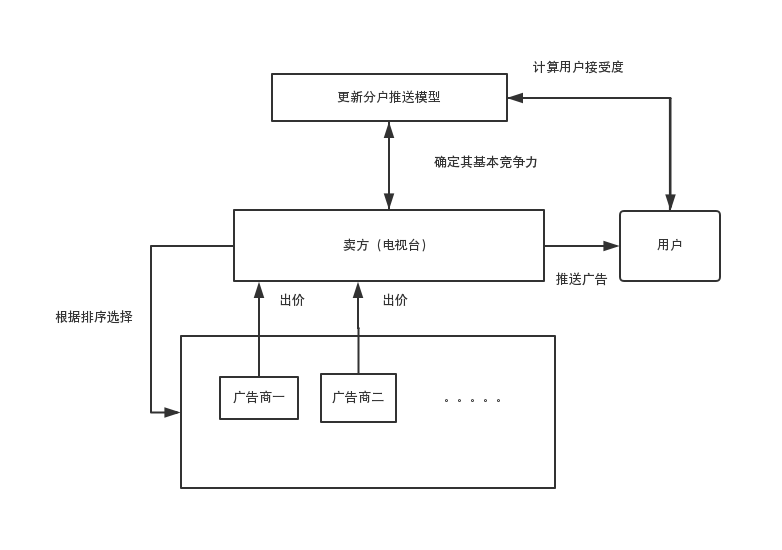 计算用户接受度
更新分户推送模型
确定其基本竞争力
卖方（电视台）
用户
推送广告
出价
出价
根据排序选择
广告商一
广告商二
。。。。。